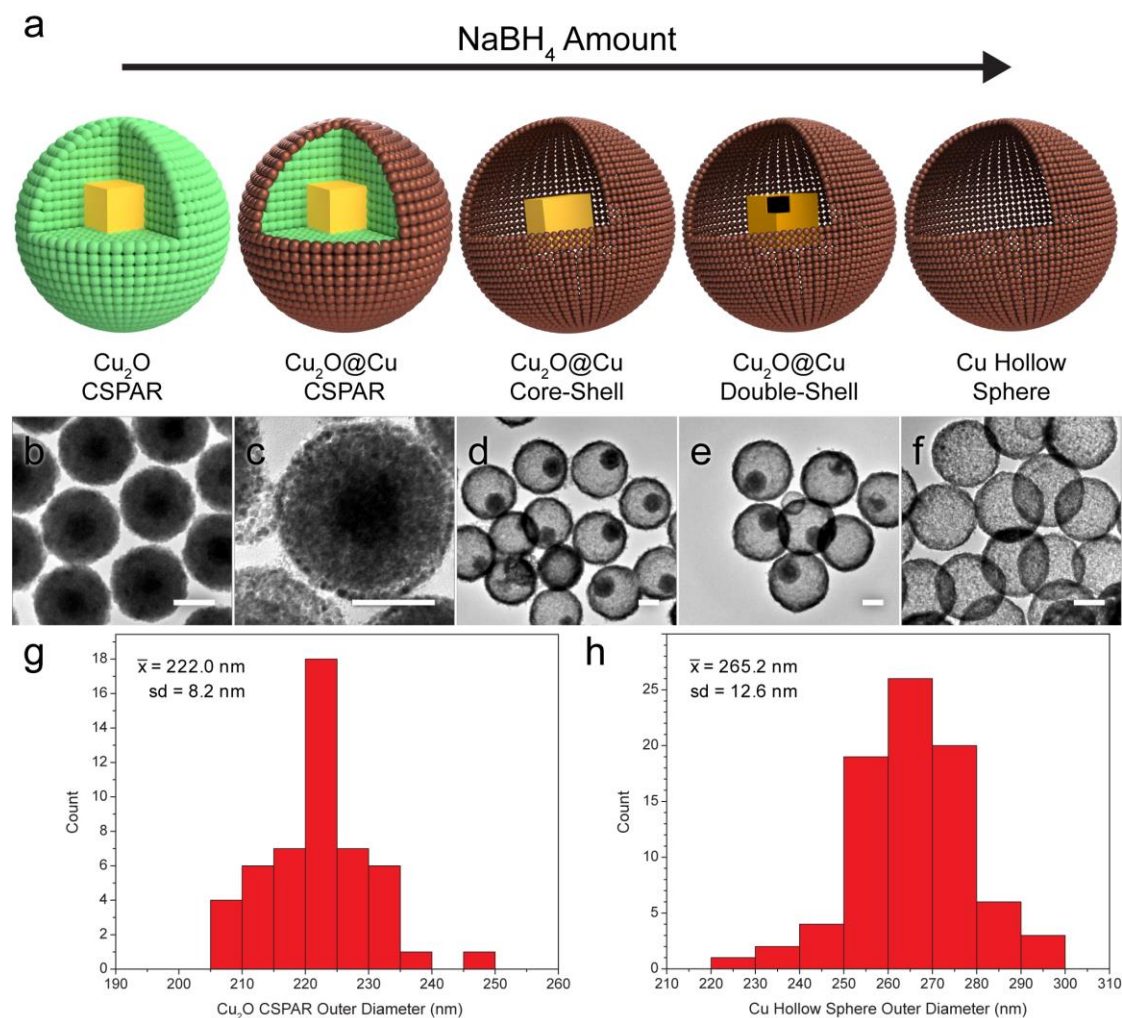 a
NaBH₄ Amount
Cu₂O
CSPAR
Cu₂O@Cu
CSPAR
Cu₂O@Cu
Core-Shell
Cu₂O@Cu
Double-Shell
Cu Hollow
Sphere
b
c
d
e
f
g
x̄ = 222.0 nm
sd = 8.2 nm
18
16
14
12
10
8
6
4
2
0
Count
190
200
210
220
230
240
250
260
Cu₂O CSPAR Outer Diameter (nm)
h
x̄ = 265.2 nm
sd = 12.6 nm
25
20
15
10
5
0
Count
210
220
230
240
250
260
270
280
290
300
310
Cu Hollow Sphere Outer Diameter (nm)